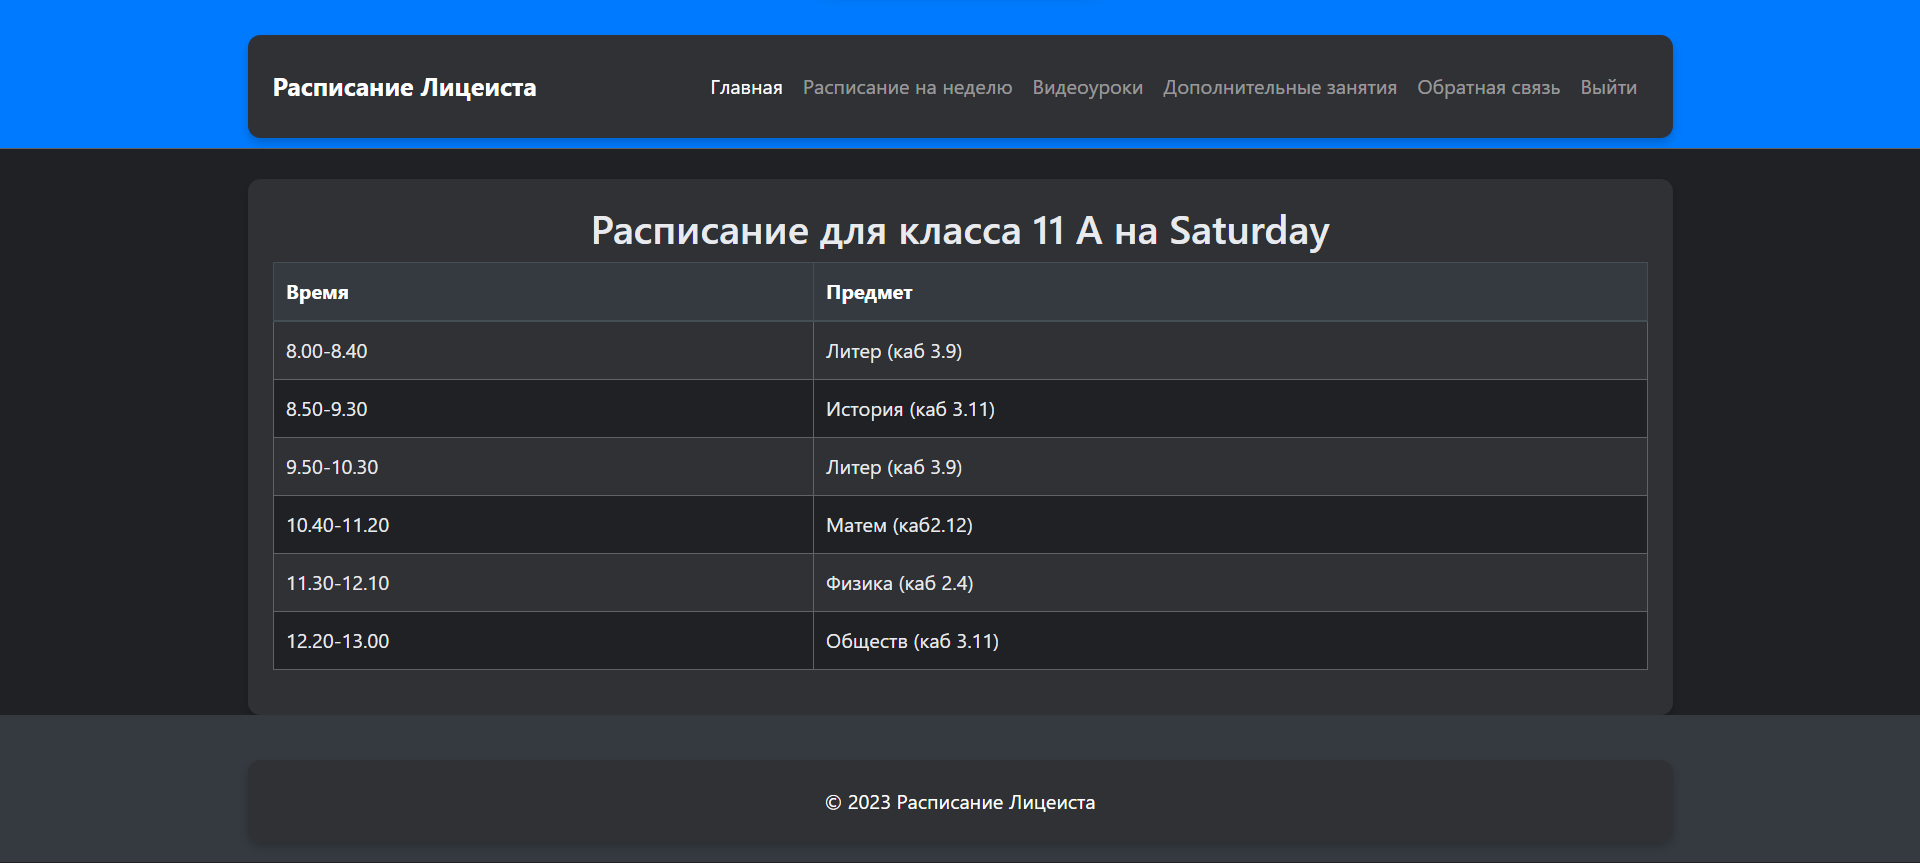 Расписание Лицеиста
Главная Расписание на неделю Видеоуроки Дополнительные занятия Обратная связь Выйти
Расписание для класса 11 А на Saturday
Время Предмет
8.00-8.40 Литер (каб 3.9)
8.50-9.30 История (каб 3.11)
9.50-10.30 Литер (каб 3.9)
10.40-11.20 Матем (каб2.12)
11.30-12.10 Физика (каб 2.4)
12.20-13.00 Обществ (каб 3.11)
© 2023 Расписание Лицеиста